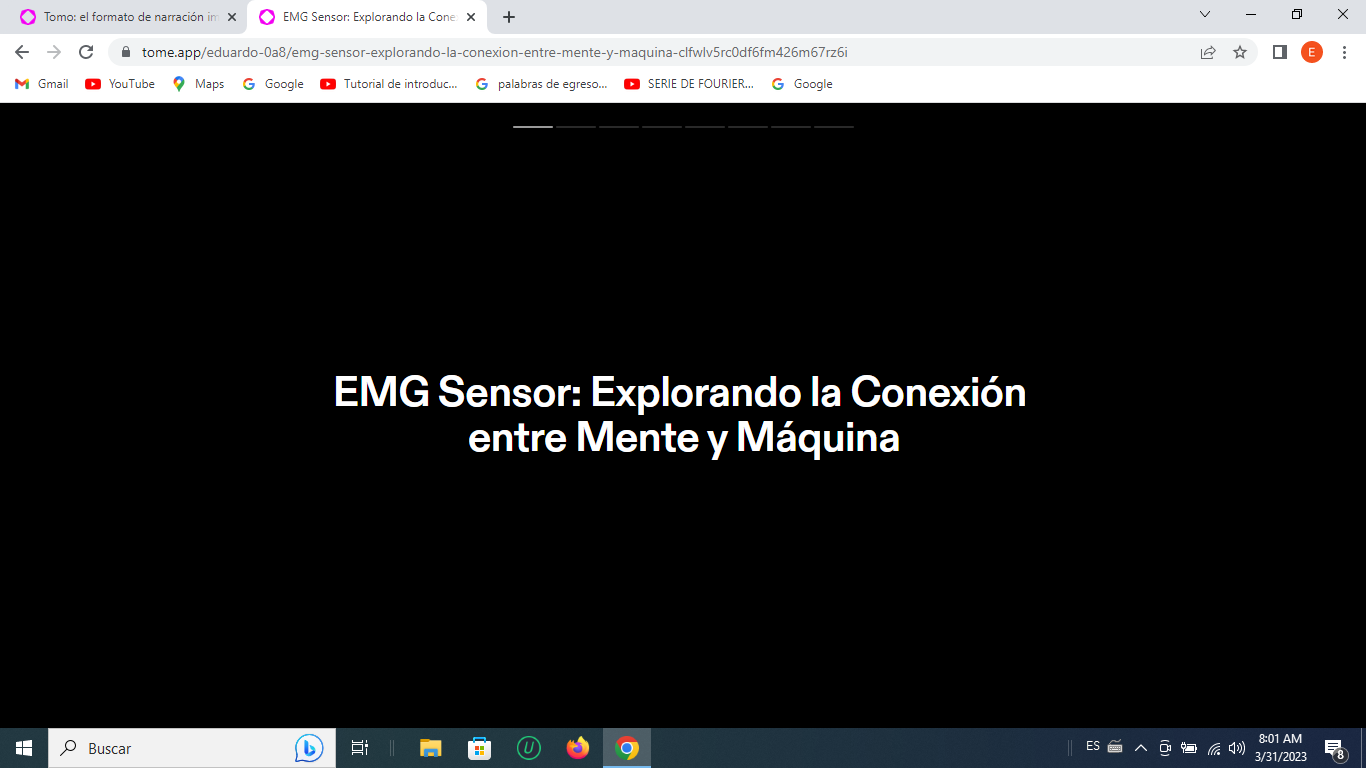 Tomo: el formato de narración im
EMG Sensor: Explorando la Cone
tome.app/eduardo-0a8/emg-sensor-explorando-la-conexion-entre-mente-y-maquina-clfwlv5rc0df6fm426m67rz6i
E
Gmail
YouTube
Maps
Google
Tutorial de introduc...
palabras de egreso...
SERIE DE FOURIER...
Google
EMG Sensor: Explorando la Conexión
entre Mente y Máquina
Buscar
ES
8:01 AM
3/31/2023
8